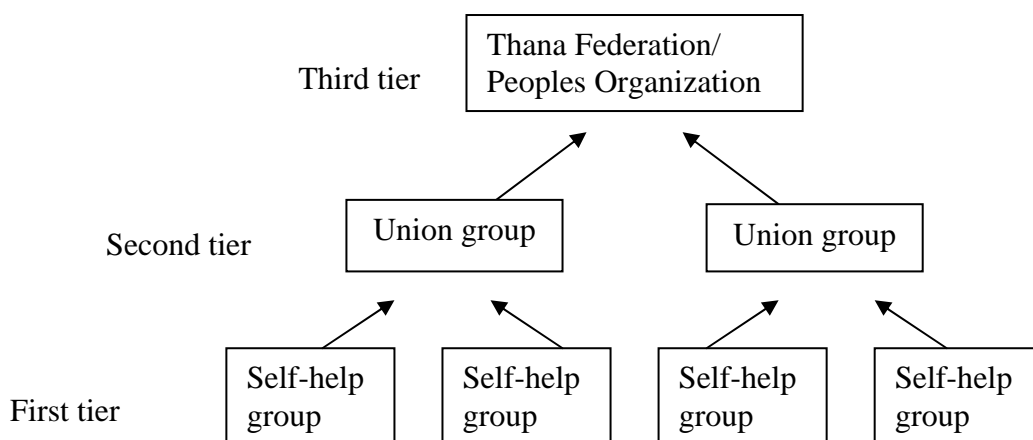 Thana Federation/
Peoples Organization
Third tier
Union group
Union group
Second tier
Self-help
group
Self-help
group
Self-help
group
Self-help
group
First tier